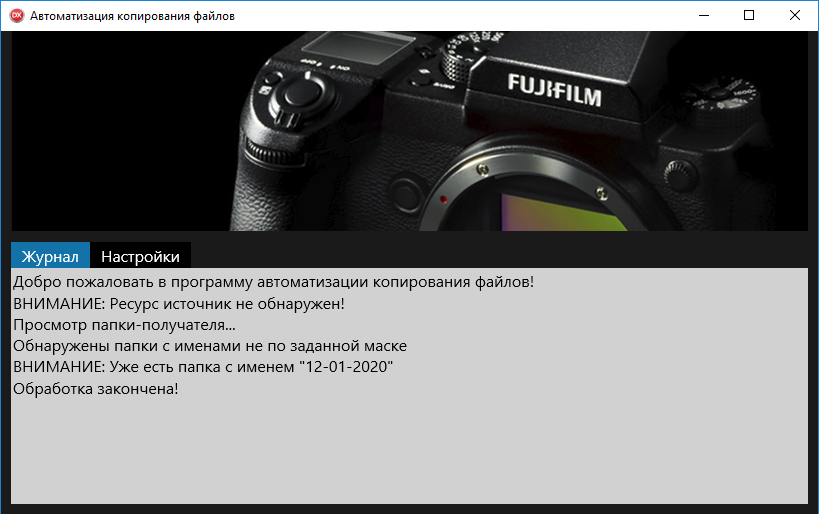 DX
Автоматизация копирования файлов
FUJIFILM
Журнал
Настройки
Добро пожаловать в программу автоматизации копирования файлов!
ВНИМАНИЕ: Ресурс источник не обнаружен!
Просмотр папки-получателя...
Обнаружены папки с именами не по заданной маске
ВНИМАНИЕ: Уже есть папка с именем "12-01-2020"
Обработка закончена!